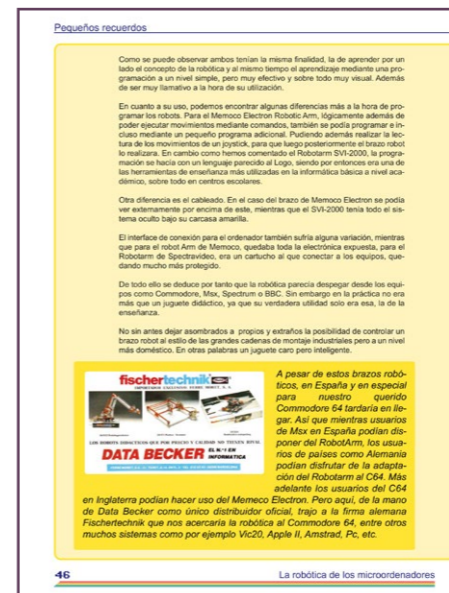 Pequeños recuerdos
Como se puede observar ambos tenían la misma finalidad, la de aprender por un
lado el concepto de la robótica y al mismo tiempo el aprendizaje mediante una pro-
gramación a un nivel simple, pero muy efectivo y sobre todo muy visual. Además
de ser muy llamativo a la hora de su utilización.
En cuanto a su uso, podemos encontrar algunas diferencias más a la hora de pro-
gramar los robots. Para el Memoco Electron Robotic Arm, lógicamente además de
poder ejecutar movimientos mediante comandos, también se podía programar e in-
cluso mediante un pequeño programa adicional. Pudiendo además realizar la lec-
tura de los movimientos de un joystick, para que luego posteriormente el brazo robot
lo realizara. En cambio como hemos comentado el Robotarm SVI-2000, la progra-
mación se hacía con un lenguaje parecido al Logo, siendo por entonces era una de
las herramientas de enseñanza más utilizadas en la informática básica a nivel aca-
démico, sobre todo en centros escolares.
Otra diferencia es el cableado. En el caso del brazo de Memoco Electron se podía
ver externamente por encima de este, mientras que el SVI-2000 tenía todo el sis-
tema oculto bajo su carcasa amarilla.
El interface de conexión para el ordenador también sufría alguna variación, mientras
que para el robot Arm de Memoco, quedaba toda la electrónica expuesta, para el
Robotarm de Spectravideo, era un cartucho al que conectar a los equipos, que-
dando mucho más protegido.
De todo ello se deduce por tanto que la robótica parecía despegar desde los equi-
pos como Commodore, Msx, Spectrum o BBC. Sin embargo en la práctica no era
más que un juguete didáctico, ya que su verdadera utilidad solo era esa, la de la
enseñanza.
No sin antes dejar asombrados a propios y extraños la posibilidad de controlar un
brazo robot al estilo de las grandes cadenas de montaje industriales pero a un nivel
más doméstico. En otras palabras un juguete caro pero inteligente.
fischertechnik
LOS ROBOTS DIDACTICOS QUE POR PRECIO Y CALIDAD NO TIENEN RIVAL
DATA BECKER
EL N.º 1 EN
INFORMATICA
A pesar de estos brazos robó-
ticos, en España y en especial
para nuestro querido
Commodore 64 tardaría en lle-
gar. Así que mientras usuarios
de Msx en España podían dis-
poner del RobotArm, los usua-
rios de países como Alemania
podían disfrutar de la adapta-
ción del Robotarm al C64. Más
adelante los usuarios del C64
en Inglaterra podían hacer uso del Memeco Electron. Pero aquí, de la mano
de Data Becker como único distribuidor oficial, trajo a la firma alemana
Fischertechnik que nos acercaría la robótica al Commodore 64, entre otros
muchos sistemas como por ejemplo Vic20, Apple II, Amstrad, Pc, etc.
46
La robótica de los microordenadores